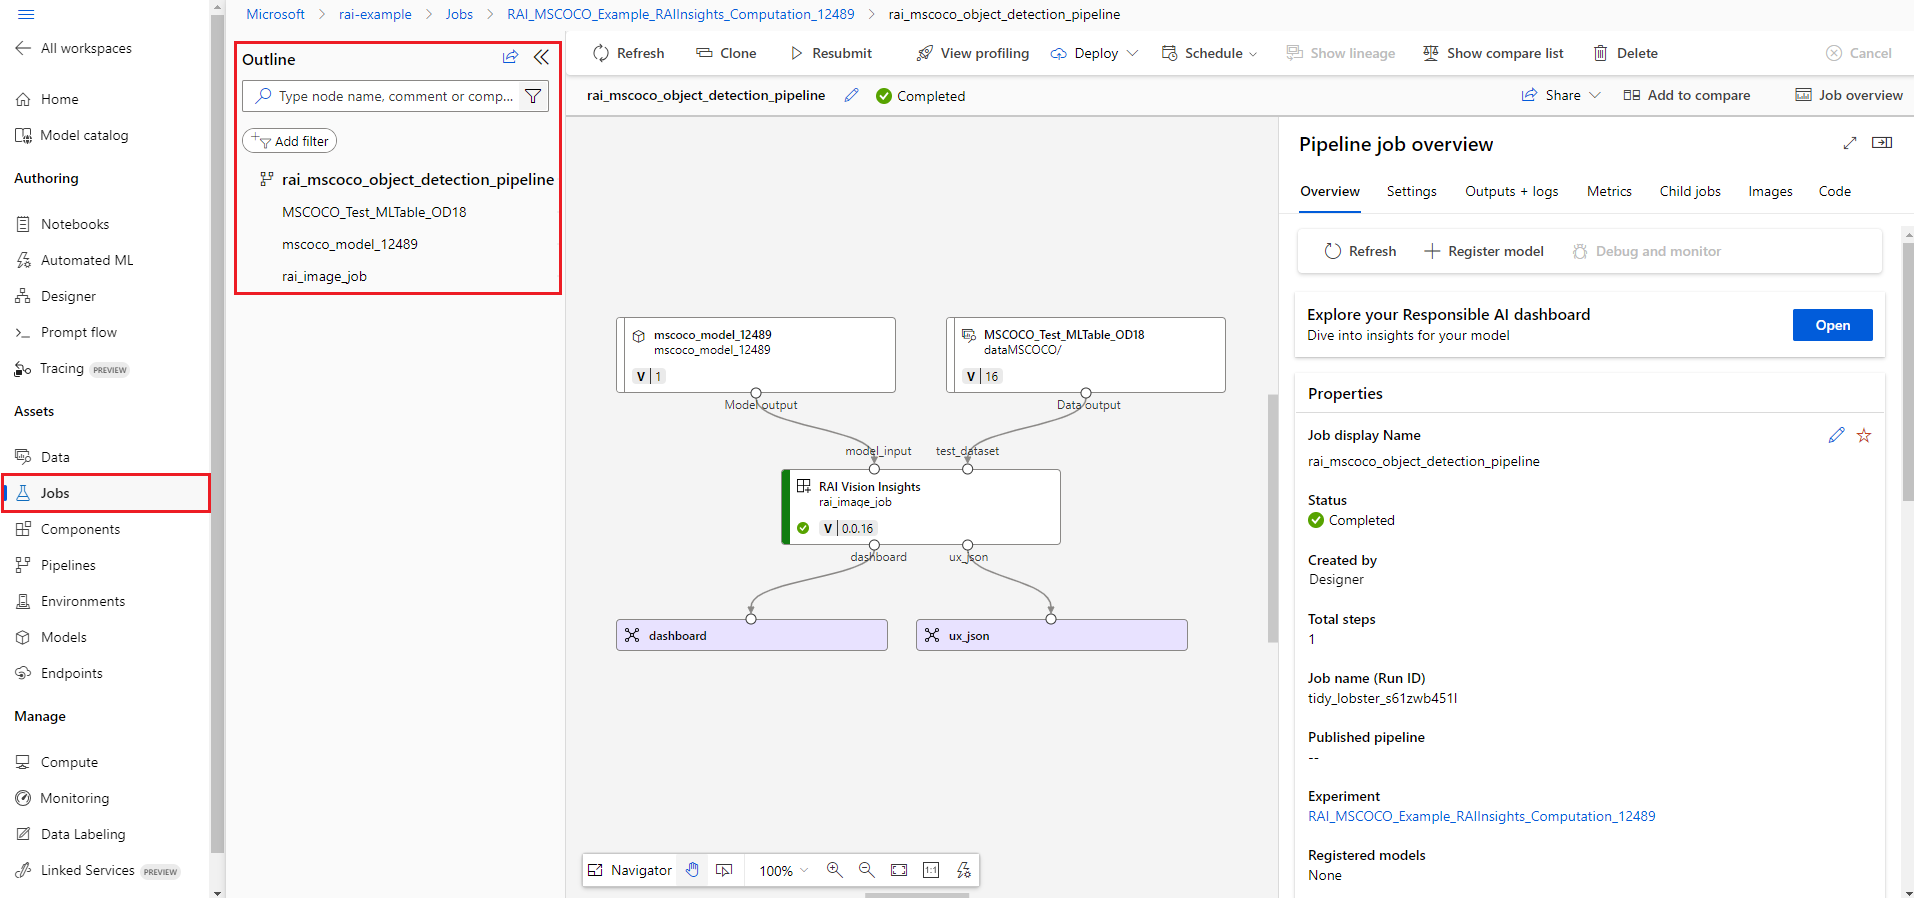 Microsoft > rai-example > Jobs > RAI_MSCOCO_Example_RAIInsights_Computation_12489 > rai_mscoco_object_detection_pipeline
All workspaces
Home
Model catalog
Authoring
Notebooks
Automated ML
Designer
Prompt flow
Tracing PREVIEW
Assets
Data
Jobs
Components
Pipelines
Environments
Models
Endpoints
Manage
Compute
Monitoring
Data Labeling
Linked Services PREVIEW
Outline
Type node name, comment or comp...
Add filter
rai_mscoco_object_detection_pipeline
MSCOCO_Test_MLTable_OD18
mscoco_model_12489
rai_image_job
Refresh Clone Resubmit View profiling Deploy Schedule Show lineage Show compare list Delete Cancel
rai_mscoco_object_detection_pipeline Completed Share Add to compare Job overview
mscoco_model_12489
mscoco_model_12489
V 1
Model output
MSCOCO_Test_MLTable_OD18
dataMSCOCO/
V 16
Data output
model_input test_dataset
RAI Vision Insights
rai_image_job
V 0.0.16
dashboard ux_json
dashboard ux_json
Navigator 100% 1:1
Pipeline job overview
Overview Settings Outputs + logs Metrics Child jobs Images Code
Refresh Register model Debug and monitor
Explore your Responsible AI dashboard
Dive into insights for your model
Open
Properties
Job display Name
rai_mscoco_object_detection_pipeline
Status
Completed
Created by
Designer
Total steps
1
Job name (Run ID)
tidy_lobster_s61zwb451l
Published pipeline
--
Experiment
RAI_MSCOCO_Example_RAIInsights_Computation_12489
Registered models
None